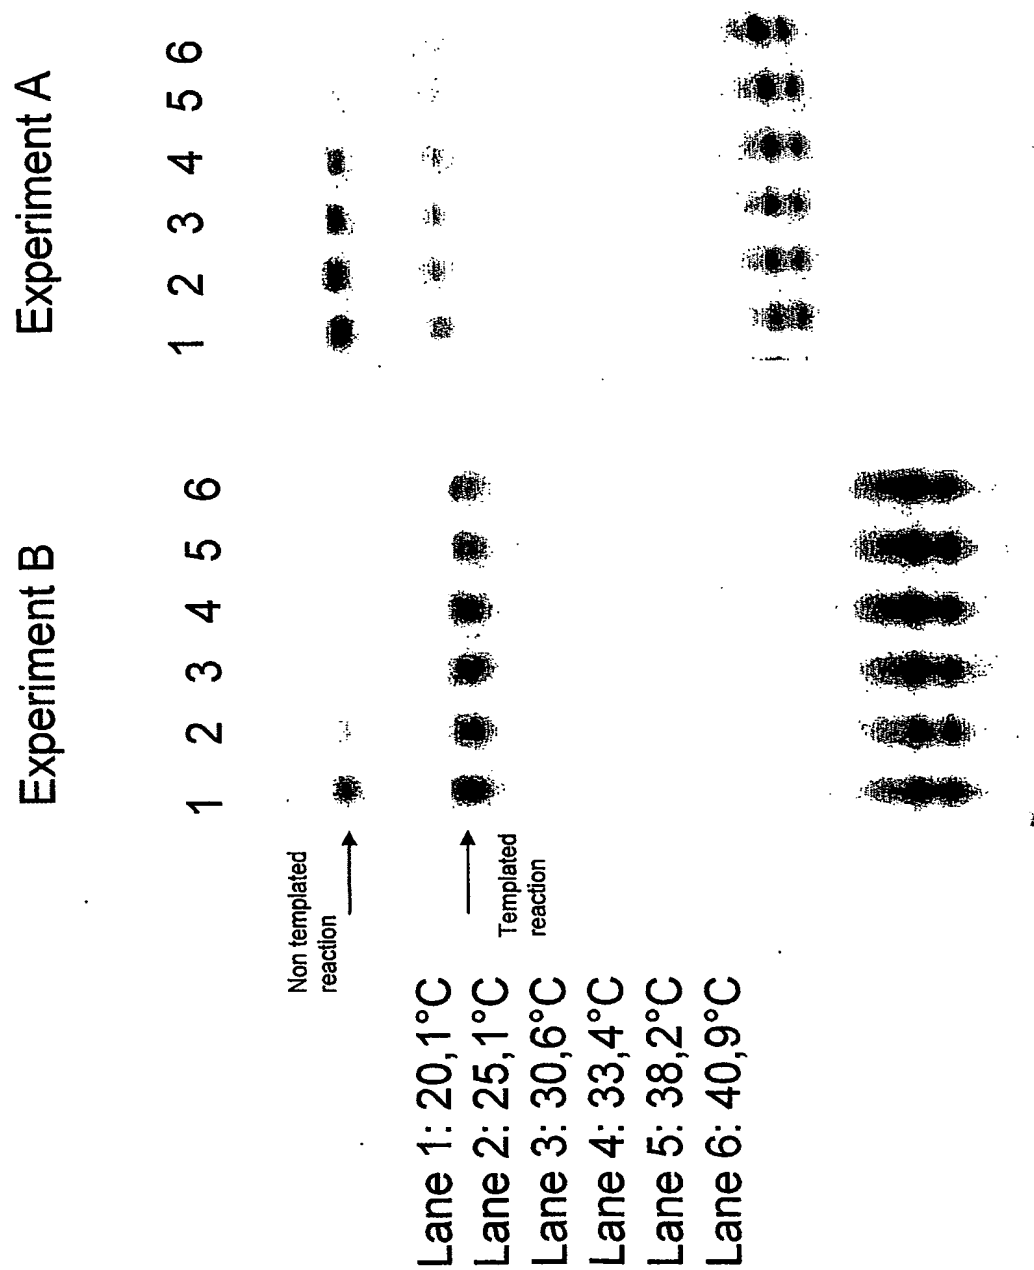 Experiment B
Experiment A
1 2 3 4 5 6
1 2 3 4 5 6
Non templated
reaction
Templated
reaction
Lane 1: 20,1°C
Lane 2: 25,1°C
Lane 3: 30,6°C
Lane 4: 33,4°C
Lane 5: 38,2°C
Lane 6: 40,9°C